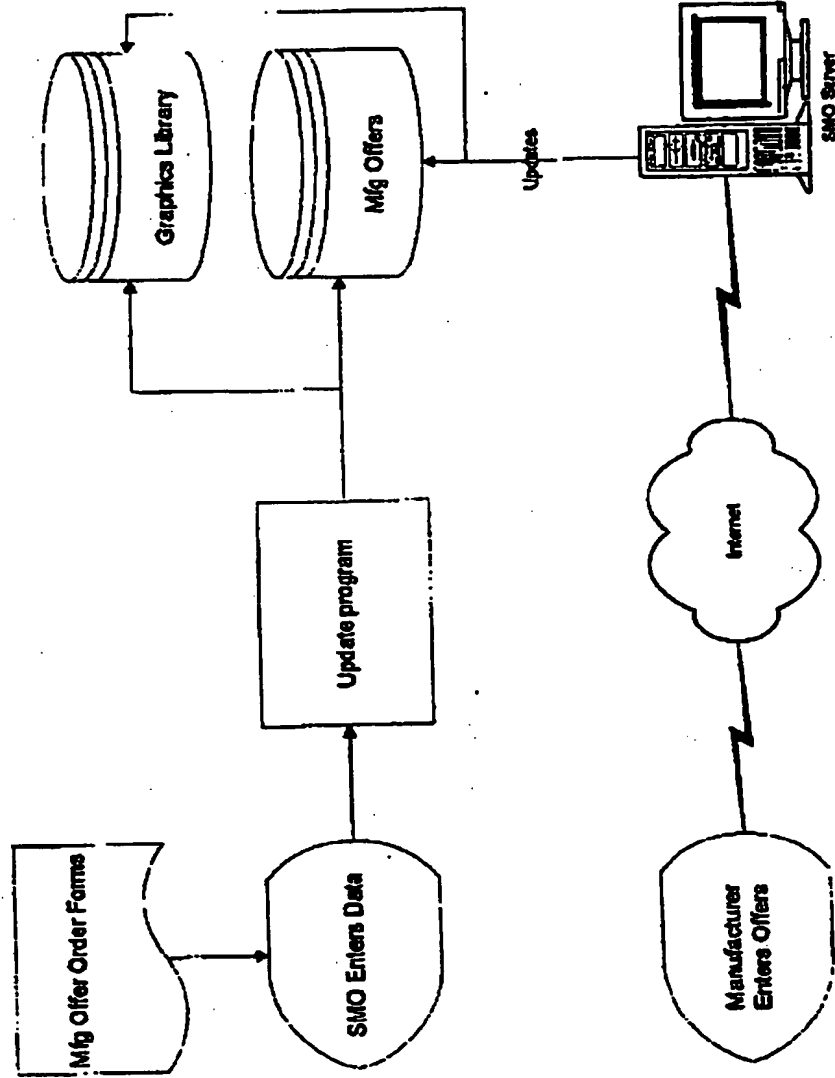 Mfg Offer Order Forms
SMO Enters Data
Update program
Graphics Library
Mfg Offers
Manufacturer
Enters Offers
Internet
Updates
SMO Server